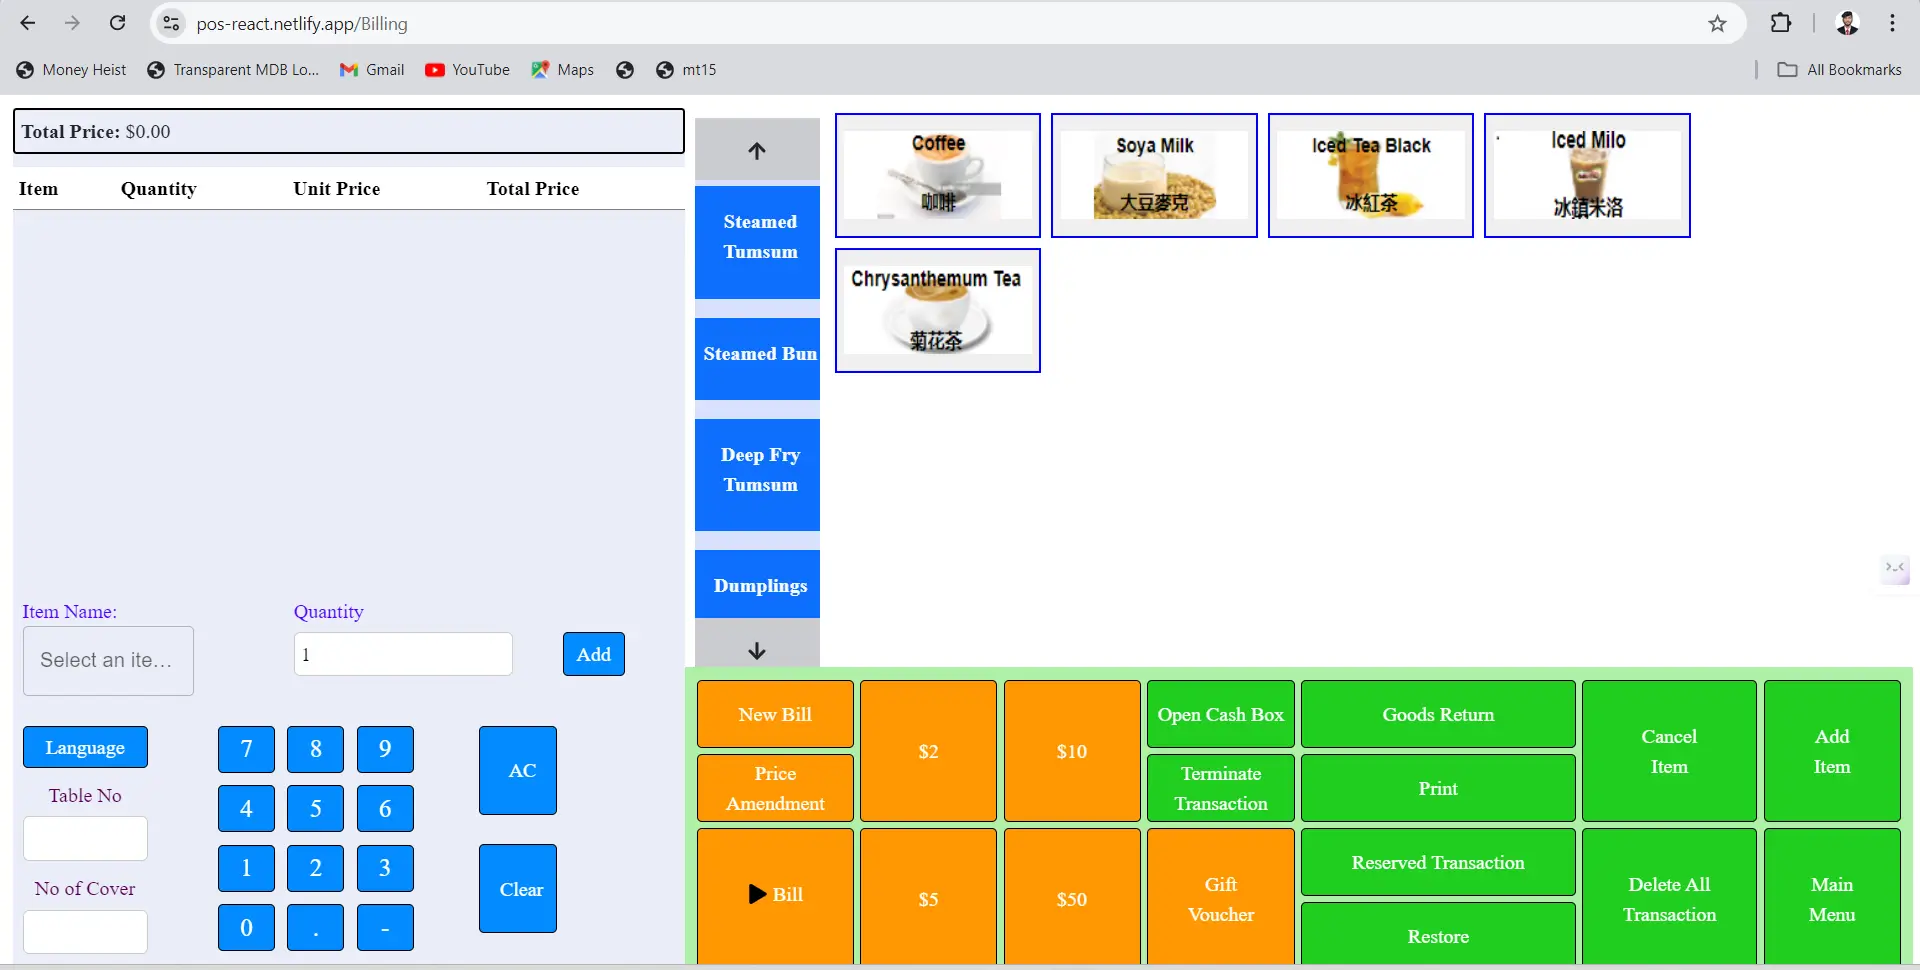 pos-react.netlify.app/Billing
Money Heist
Transparent MDB Lo...
Gmail
YouTube
Maps
mt15
All Bookmarks
Total Price: $0.00
Item Quantity Unit Price Total Price
Item Name:
Quantity
Select an ite...
1
Add
Language
Table No
No of Cover
7 8 9
4 5 6
1 2 3
0 . -
AC
Clear
Steamed
Tumsum
Steamed Bun
Deep Fry
Tumsum
Dumplings
Coffee
咖啡
Soya Milk
大豆麥克
Iced Tea Black
冰紅茶
Iced Milo
冰鎮米洛
Chrysanthemum Tea
菊花茶
>_<
New Bill
Price
Amendment
Bill
$2
$5
$10
$50
Open Cash Box
Terminate
Transaction
Gift
Voucher
Goods Return
Print
Reserved Transaction
Restore
Cancel
Item
Delete All
Transaction
Add
Item
Main
Menu